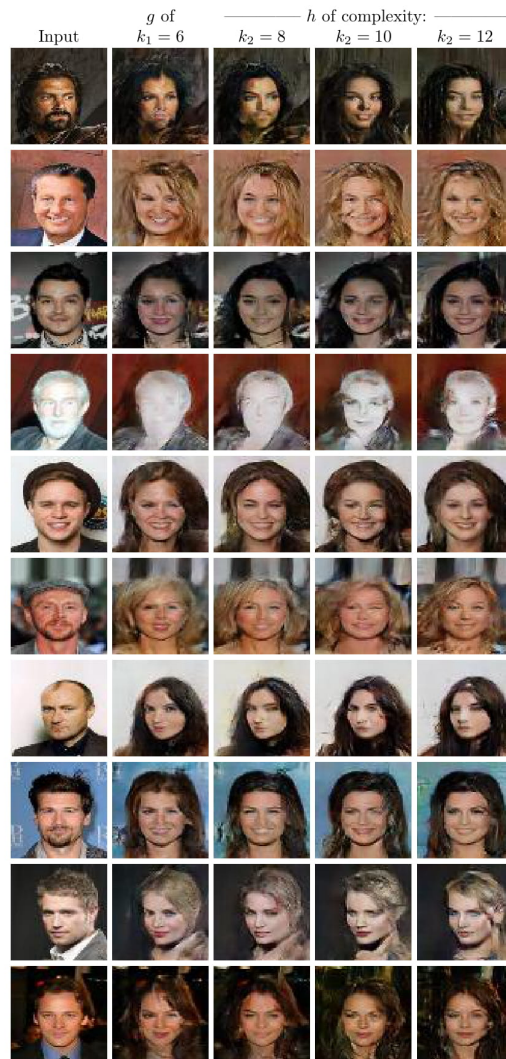 g of
h of complexity:
Input
k₁ = 6
k₂ = 8
k₂ = 10
k₂ = 12